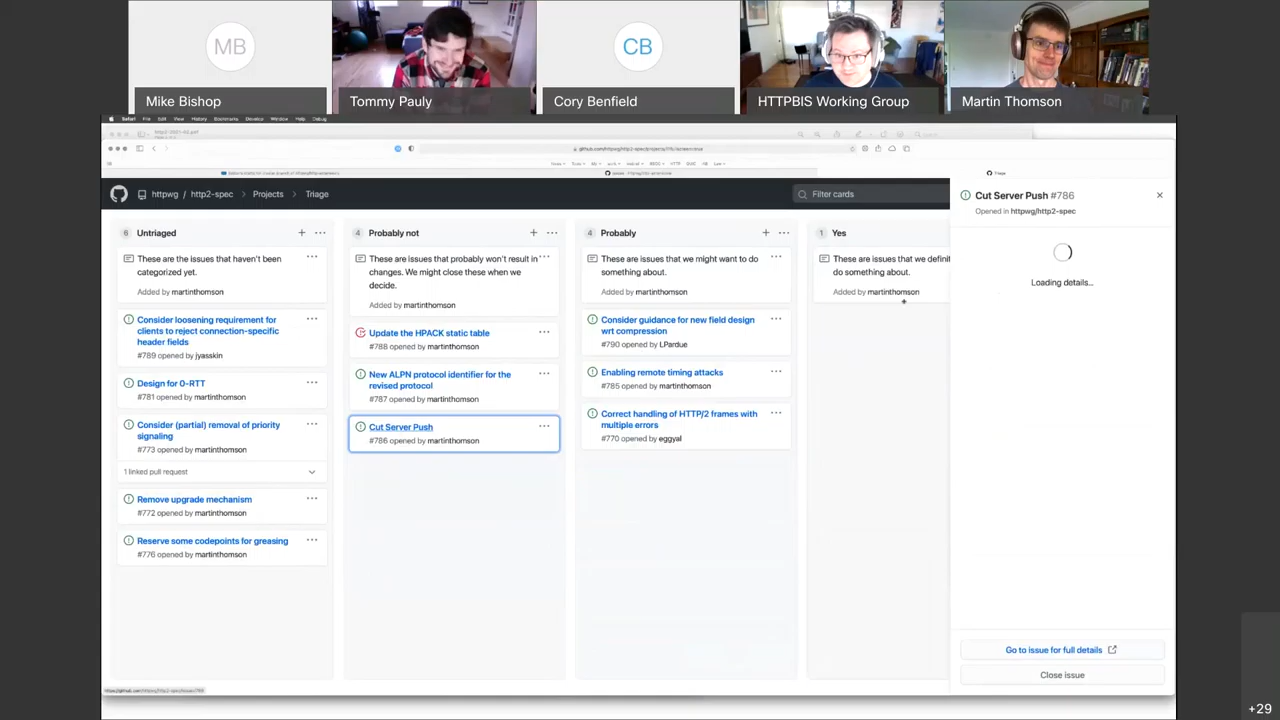 MB
Mike Bishop
Tommy Pauly
CB
Cory Benfield
HTTPBIS Working Group
Martin Thomson
Safari File Edit View History Bookmarks Develop Window Help Debug
httpwg / http2-spec > Projects > Triage
Filter cards
6 Untriaged
These are the issues that haven't been
categorized yet.
Added by martinthomson
Consider loosening requirement for
clients to reject connection-specific
header fields
#789 opened by jyasskin
Design for 0-RTT
#781 opened by martinthomson
Consider (partial) removal of priority
signaling
#773 opened by martinthomson
1 linked pull request
Remove upgrade mechanism
#772 opened by martinthomson
Reserve some codepoints for greasing
#776 opened by martinthomson
4 Probably not
These are issues that probably won't result in
changes. We might close these when we
decide.
Added by martinthomson
Update the HPACK static table
#788 opened by martinthomson
New ALPN protocol identifier for the
revised protocol
#787 opened by martinthomson
Cut Server Push
#786 opened by martinthomson
4 Probably
These are issues that we might want to do
something about.
Added by martinthomson
Consider guidance for new field design
wrt compression
#790 opened by LPardue
Enabling remote timing attacks
#785 opened by martinthomson
Correct handling of HTTP/2 frames with
multiple errors
#770 opened by eggyal
1 Yes
These are issues that we definit
do something about.
Added by martinthomson
Cut Server Push #786
Opened in httpwg/http2-spec
Loading details...
Go to issue for full details
Close issue
+29